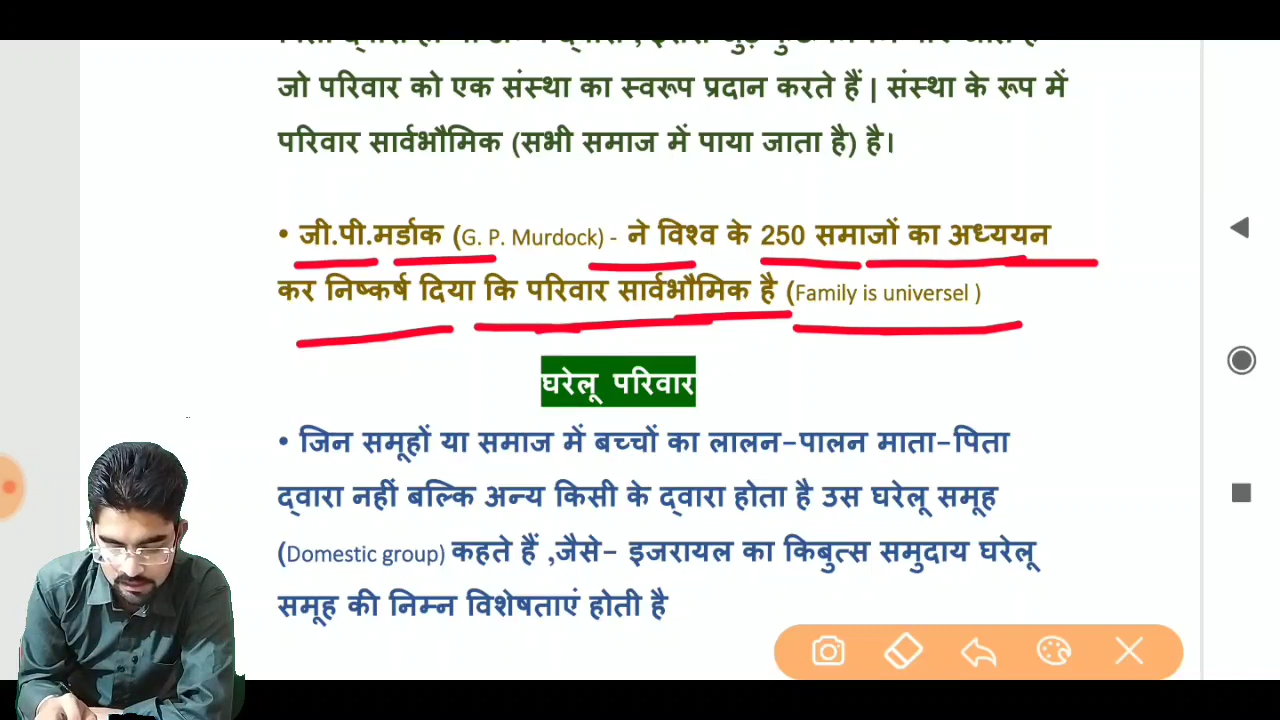 जो परिवार को एक संस्था का स्वरूप प्रदान करते हैं | संस्था के रूप में
परिवार सार्वभौमिक (सभी समाज में पाया जाता है) है।
• जी.पी.मर्डाक (G. P. Murdock) - ने विश्व के 250 समाजों का अध्ययन
कर निष्कर्ष दिया कि परिवार सार्वभौमिक है (Family is universel )
घरेलू परिवार
• जिन समूहों या समाज में बच्चों का लालन-पालन माता-पिता
द्वारा नहीं बल्कि अन्य किसी के द्वारा होता है उस घरेलू समूह
(Domestic group) कहते हैं ,जैसे- इजरायल का किबुत्स समुदाय घरेलू
समूह की निम्न विशेषताएं होती है